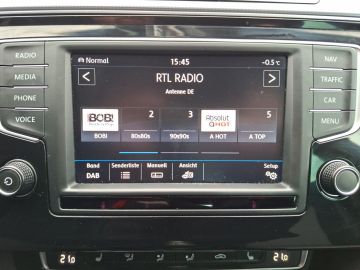 RADIO
MEDIA
PHONE
VOICE
NAV
TRAFFIC
CAR
MENU
Normal 15:45 -0.5°C
RTL RADIO
Antenne DE
BOB! 2 3 Absolut HOT 5
BOBI 80s80s 90s90s A HOT A TOP
Band Senderliste Manuell Ansicht Setup
DAB
21.0 21.0